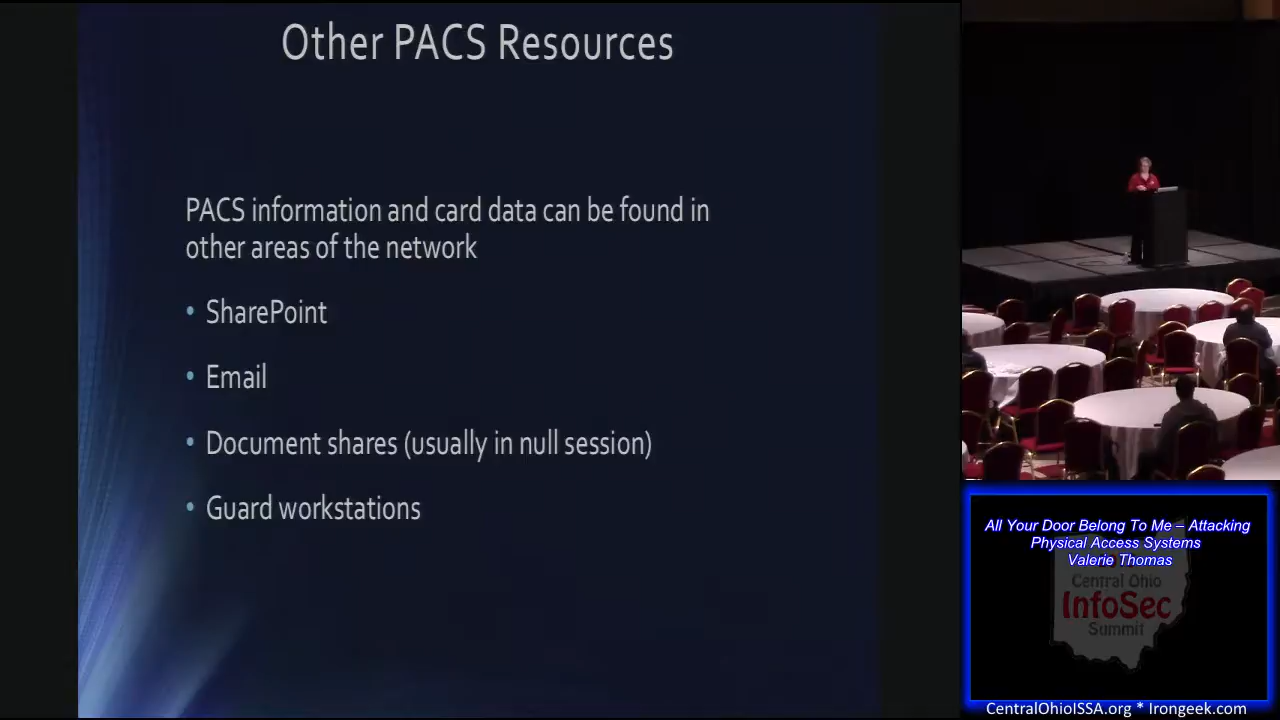 Other PACS Resources
PACS information and card data can be found in
other areas of the network
• SharePoint
• Email
• Document shares (usually in null session)
• Guard workstations
All Your Door Belong To Me – Attacking
Physical Access Systems
Valerie Thomas
Central Ohio
InfoSec
Summit
CentralOhioISSA.org * Irongeek.com